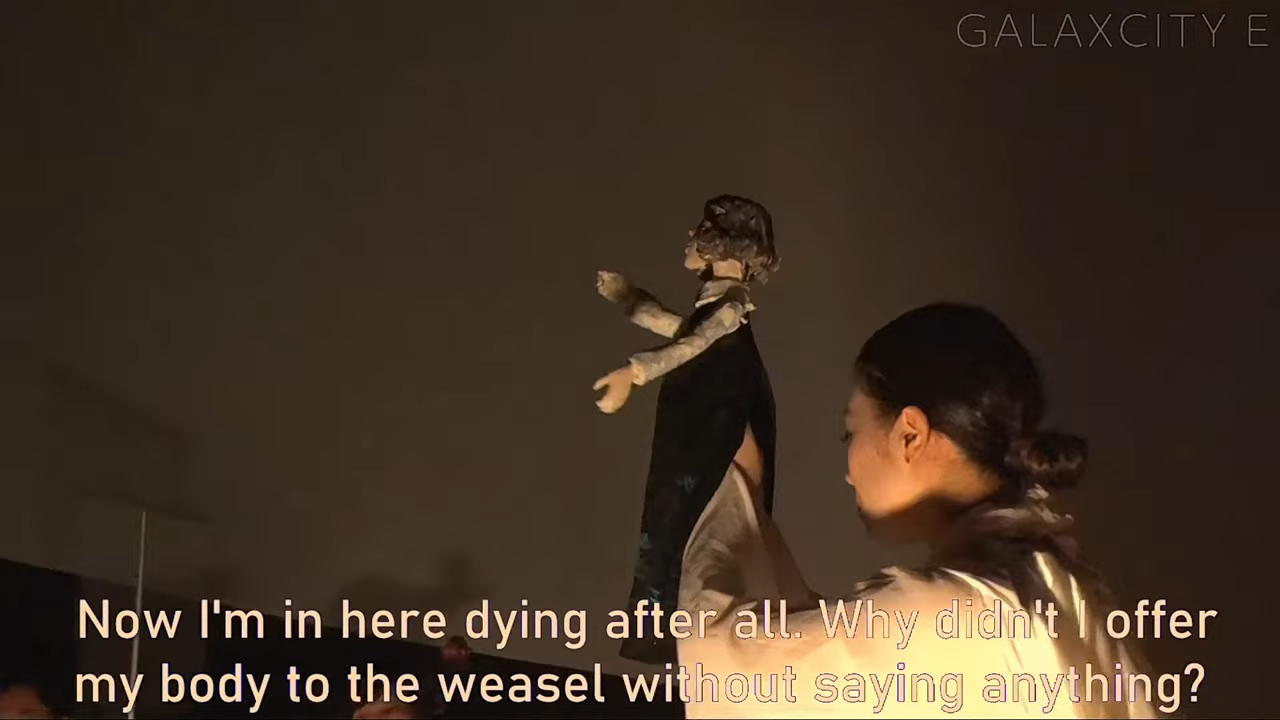 GALAXCITY E
Now I'm in here dying after all. Why didn't I offer
my body to the weasel without saying anything?